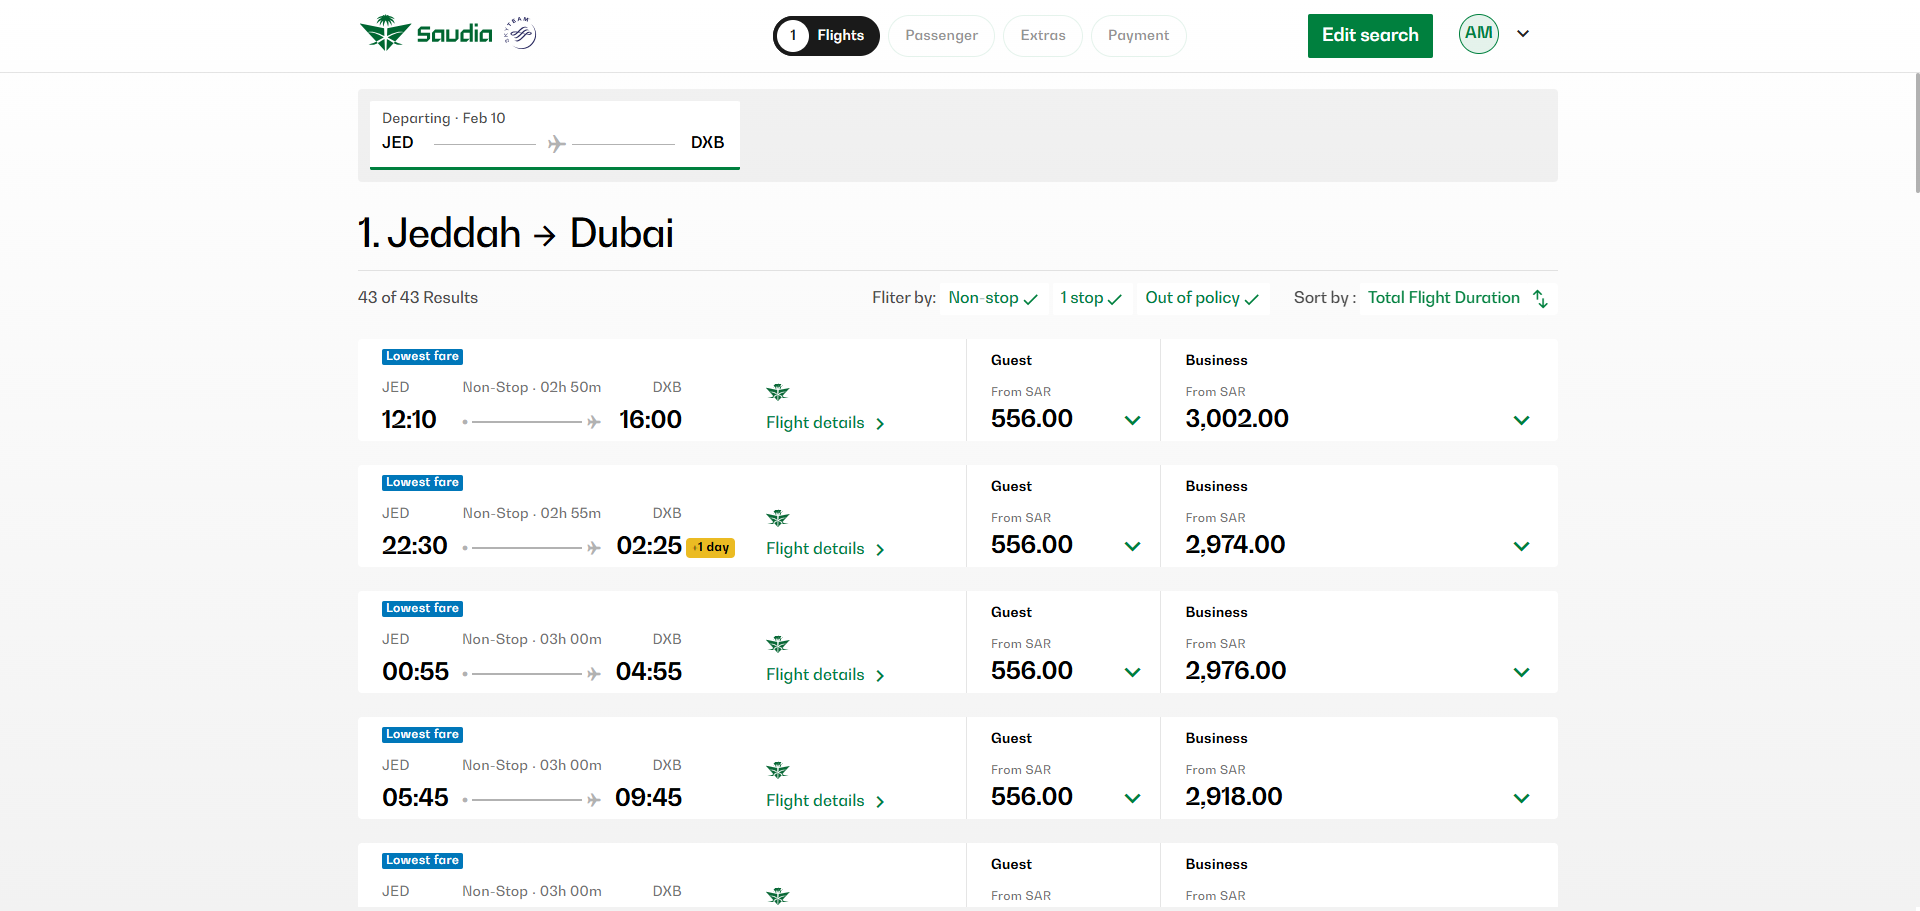 Saudia SKYTEAM
1 Flights Passenger Extras Payment
Edit search AM
Departing · Feb 10
JED DXB
1. Jeddah → Dubai
43 of 43 Results Fliter by: Non-stop 1 stop Out of policy Sort by : Total Flight Duration
Lowest fare
JED Non-Stop · 02h 50m DXB
12:10 16:00
Flight details
Guest
From SAR
556.00
Business
From SAR
3,002.00
Lowest fare
JED Non-Stop · 02h 55m DXB
22:30 02:25 +1 day
Flight details
Guest
From SAR
556.00
Business
From SAR
2,974.00
Lowest fare
JED Non-Stop · 03h 00m DXB
00:55 04:55
Flight details
Guest
From SAR
556.00
Business
From SAR
2,976.00
Lowest fare
JED Non-Stop · 03h 00m DXB
05:45 09:45
Flight details
Guest
From SAR
556.00
Business
From SAR
2,918.00
Lowest fare
JED Non-Stop · 03h 00m DXB
Guest
From SAR
Business
From SAR